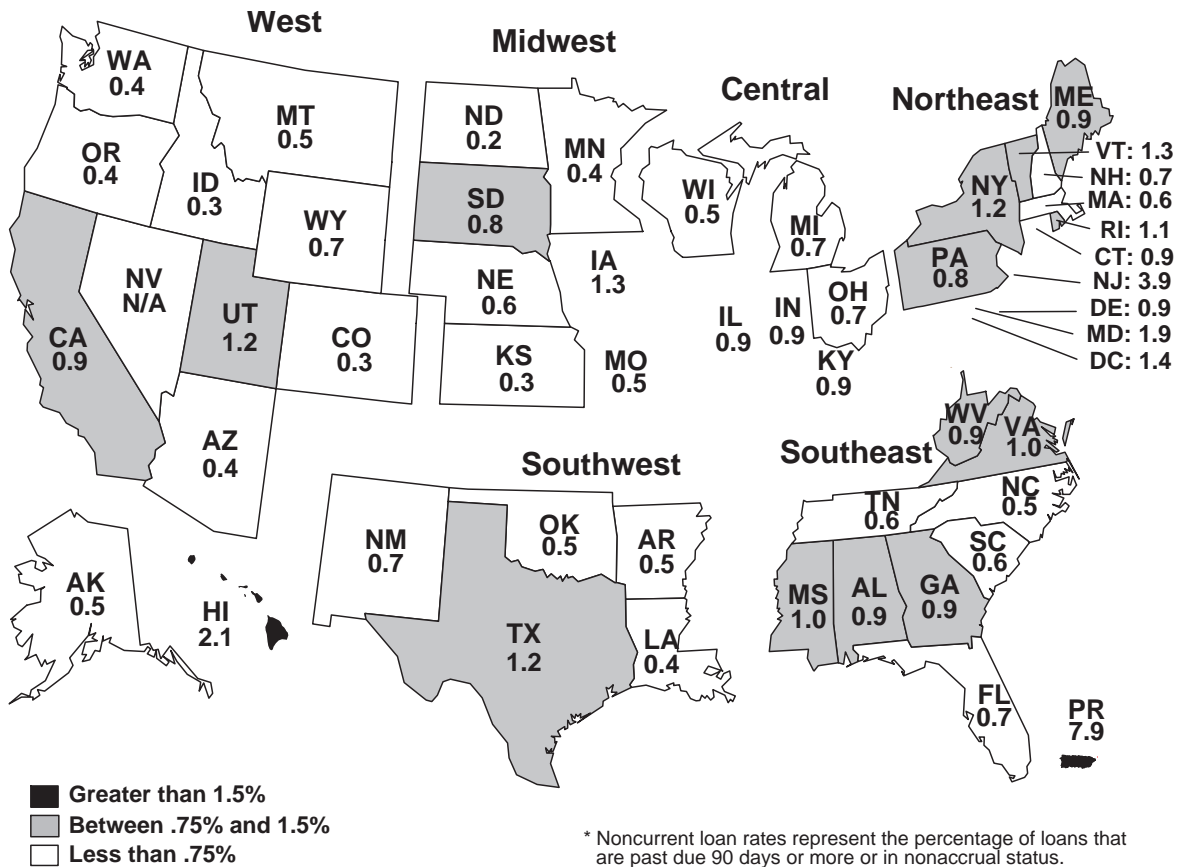 West
Midwest
Central
Northeast
WA
0.4
MT
0.5
OR
0.4
ID
0.3
WY
0.7
NV
N/A
UT
1.2
CO
0.3
CA
0.9
AZ
0.4
AK
0.5
HI
2.1
ND
0.2
MN
0.4
SD
0.8
NE
0.6
IA
1.3
KS
0.3
MO
0.5
WI
0.5
MI
0.7
IL
0.9
IN
0.9
OH
0.7
KY
0.9
ME
0.9
NY
1.2
PA
0.8
VT: 1.3
NH: 0.7
MA: 0.6
RI: 1.1
CT: 0.9
NJ: 3.9
DE: 0.9
MD: 1.9
DC: 1.4
Southwest
NM
0.7
OK
0.5
AR
0.5
TX
1.2
LA
0.4
Southeast
WV
0.9
VA
1.0
TN
0.6
NC
0.5
SC
0.6
MS
1.0
AL
0.9
GA
0.9
FL
0.7
PR
7.9
Greater than 1.5%
Between .75% and 1.5%
Less than .75%
* Noncurrent loan rates represent the percentage of loans that
are past due 90 days or more or in nonaccrual status.